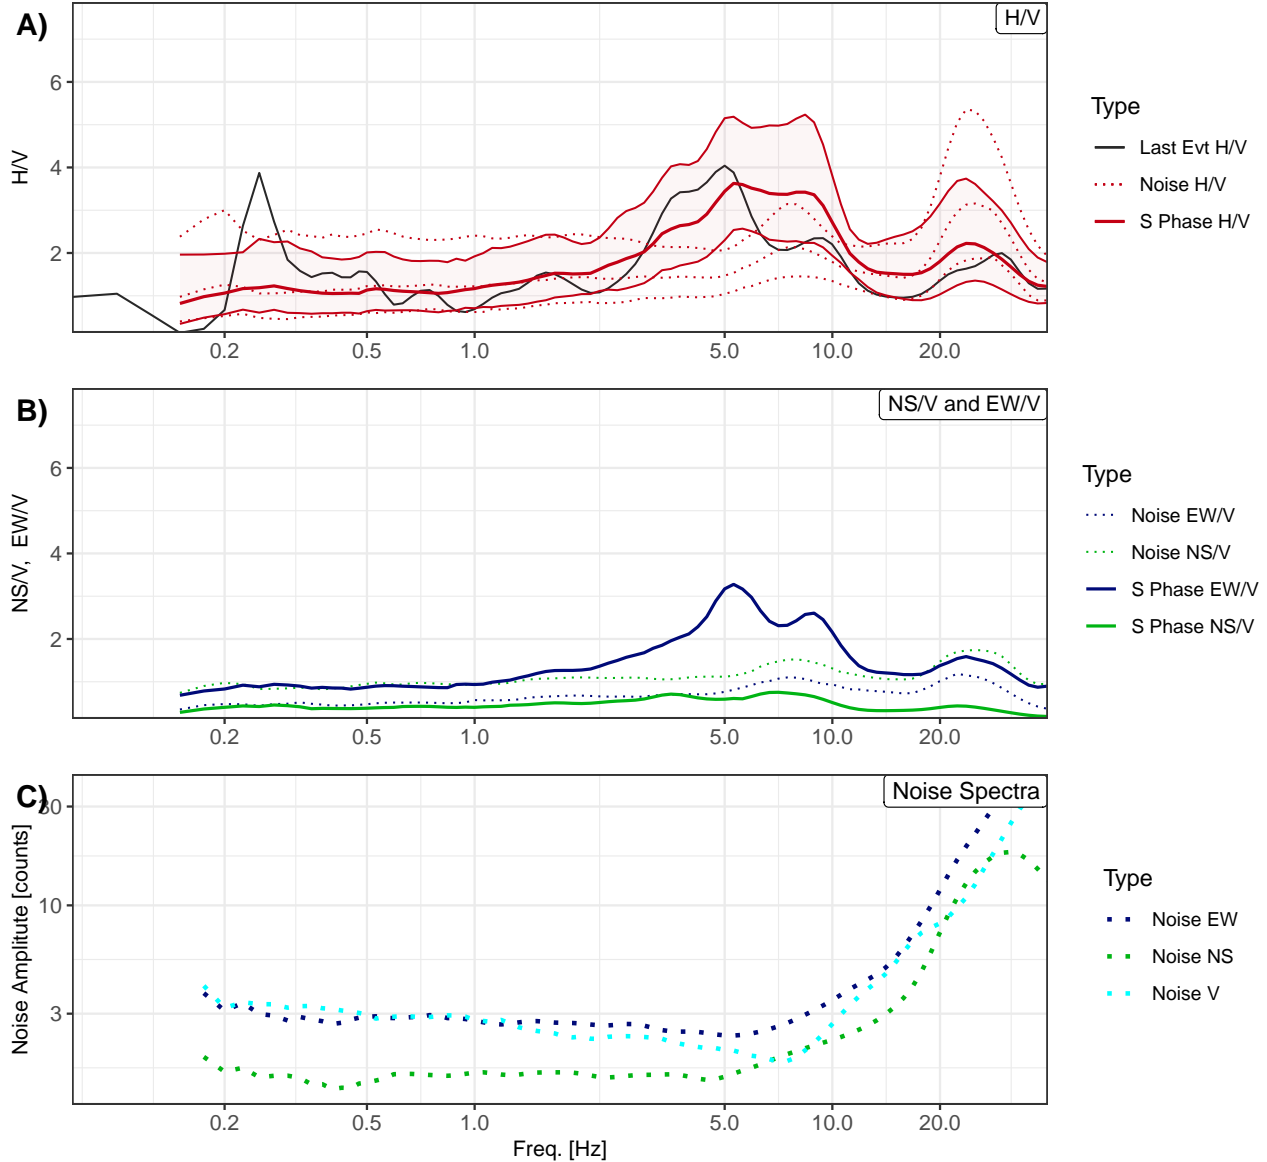 A)
H/V
6
4
2
H/V
0.2 0.5 1.0 5.0 10.0 20.0
Type
Last Evt H/V
Noise H/V
S Phase H/V
B)
NS/V and EW/V
6
4
2
NS/V, EW/V
0.2 0.5 1.0 5.0 10.0 20.0
Type
Noise EW/V
Noise NS/V
S Phase EW/V
S Phase NS/V
C)
Noise Spectra
30
10
3
Noise Amplitute [counts]
0.2 0.5 1.0 5.0 10.0 20.0
Freq. [Hz]
Type
Noise EW
Noise NS
Noise V